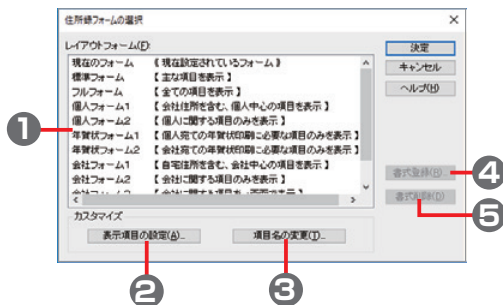 住所録フォームの選択
レイアウトフォーム(F):
現在のフォーム 【現在設定されているフォーム】
標準フォーム 【主な項目を表示】
フルフォーム 【全ての項目を表示】
個人フォーム1 【会社住所を含む、個人中心の項目を表示】
個人フォーム2 【個人に関する項目のみを表示】
年賀状フォーム1 【個人宛ての年賀状印刷に必要な項目のみを表示】
年賀状フォーム2 【会社宛ての年賀状印刷に必要な項目のみを表示】
会社フォーム1 【自宅住所を含む、会社中心の項目を表示】
会社フォーム2 【会社に関する項目のみを表示】
決定
キャンセル
ヘルプ(H)
書式登録(R)...
書式削除(D)
カスタマイズ
表示項目の設定(A)...
項目名の変更(T)...
1
2
3
4
5